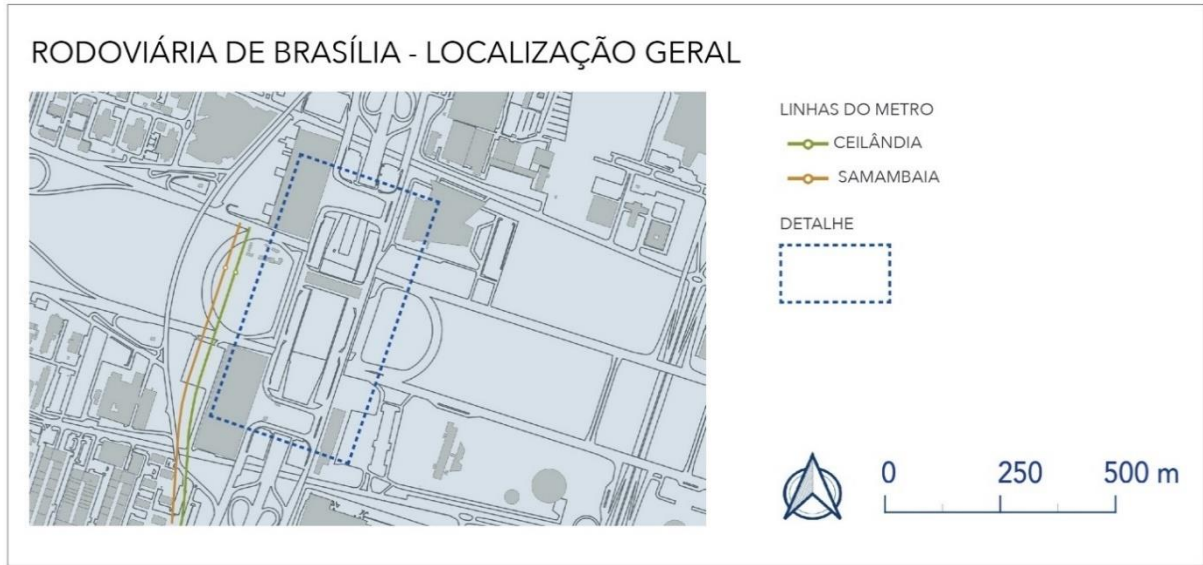 RODOVIÁRIA DE BRASÍLIA - LOCALIZAÇÃO GERAL
LINHAS DO METRO
CEILÂNDIA
SAMAMBAIA
DETALHE
0 250 500 m